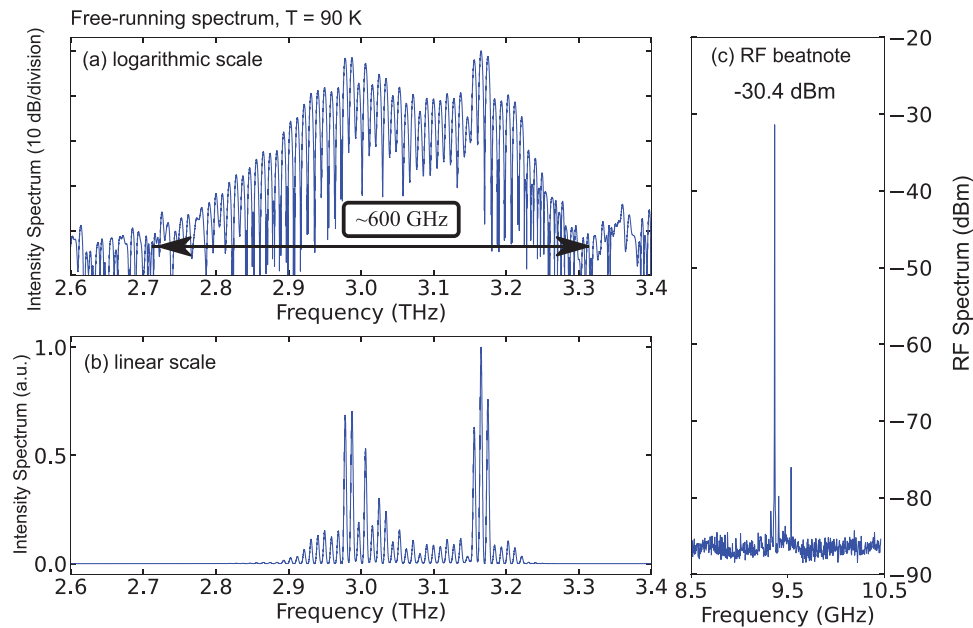 Free-running spectrum, T = 90 K
(a) logarithmic scale
Intensity Spectrum (10 dB/division)
~600 GHz
2.6 2.7 2.8 2.9 3.0 3.1 3.2 3.3 3.4
Frequency (THz)
(b) linear scale
Intensity Spectrum (a.u.)
1.0
0.5
0.0
2.6 2.7 2.8 2.9 3.0 3.1 3.2 3.3 3.4
Frequency (THz)
(c) RF beatnote
-30.4 dBm
−20
−30
−40
−50
−60
−70
−80
−90
RF Spectrum (dBm)
8.5 9.5 10.5
Frequency (GHz)